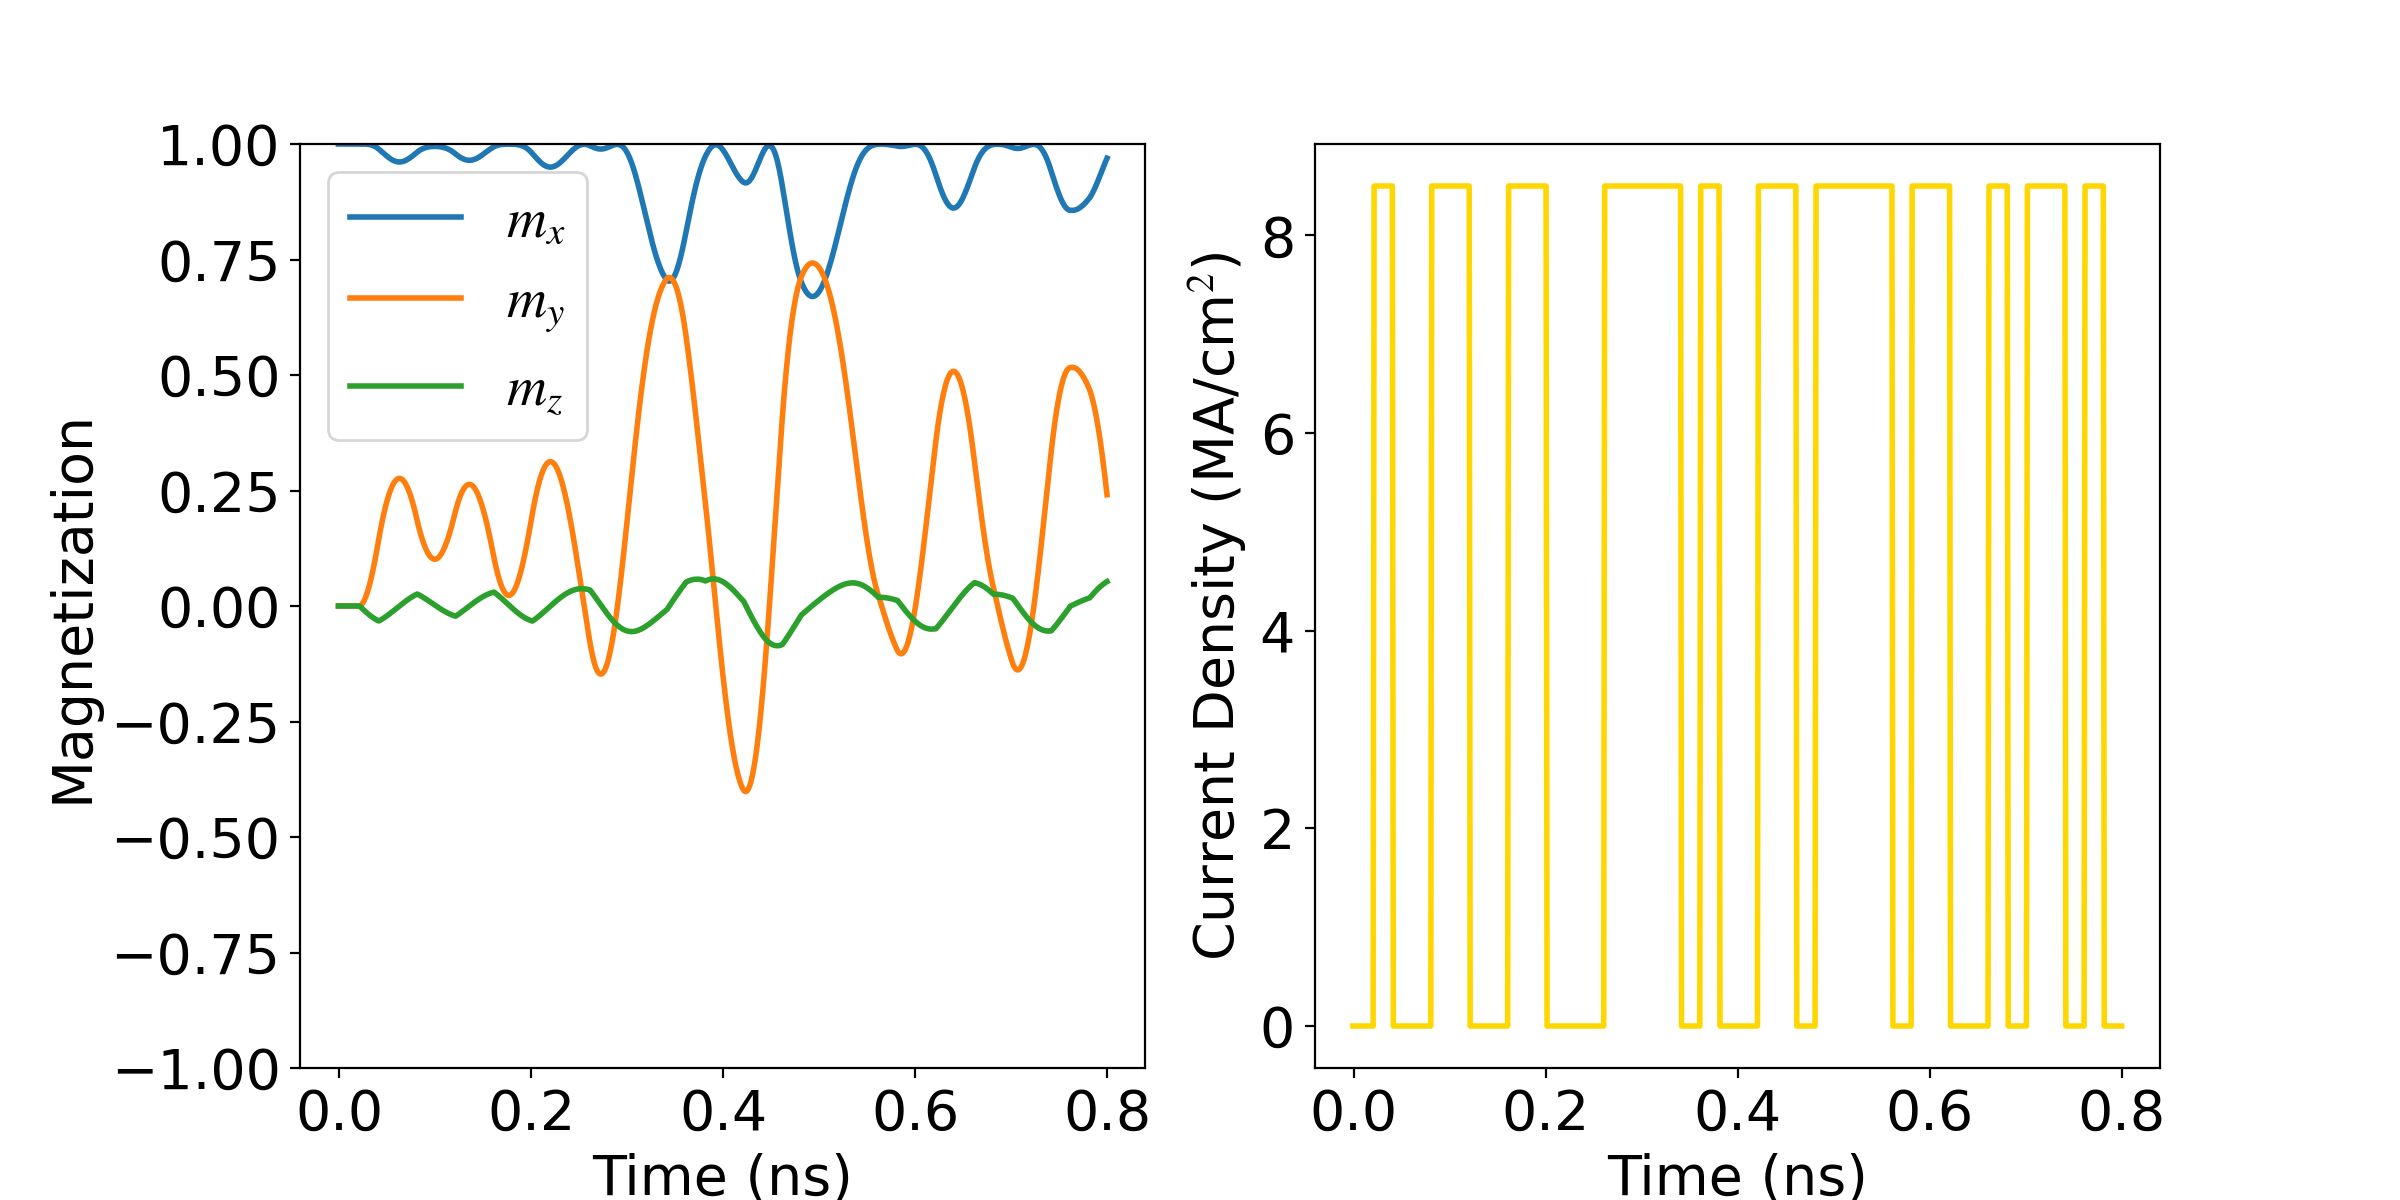 1.00
0.75
0.50
0.25
0.00
−0.25
−0.50
−0.75
−1.00
Magnetization
m_x
m_y
m_z
0.0 0.2 0.4 0.6 0.8
Time (ns)
8
6
4
2
0
Current Density (MA/cm²)
0.0 0.2 0.4 0.6 0.8
Time (ns)